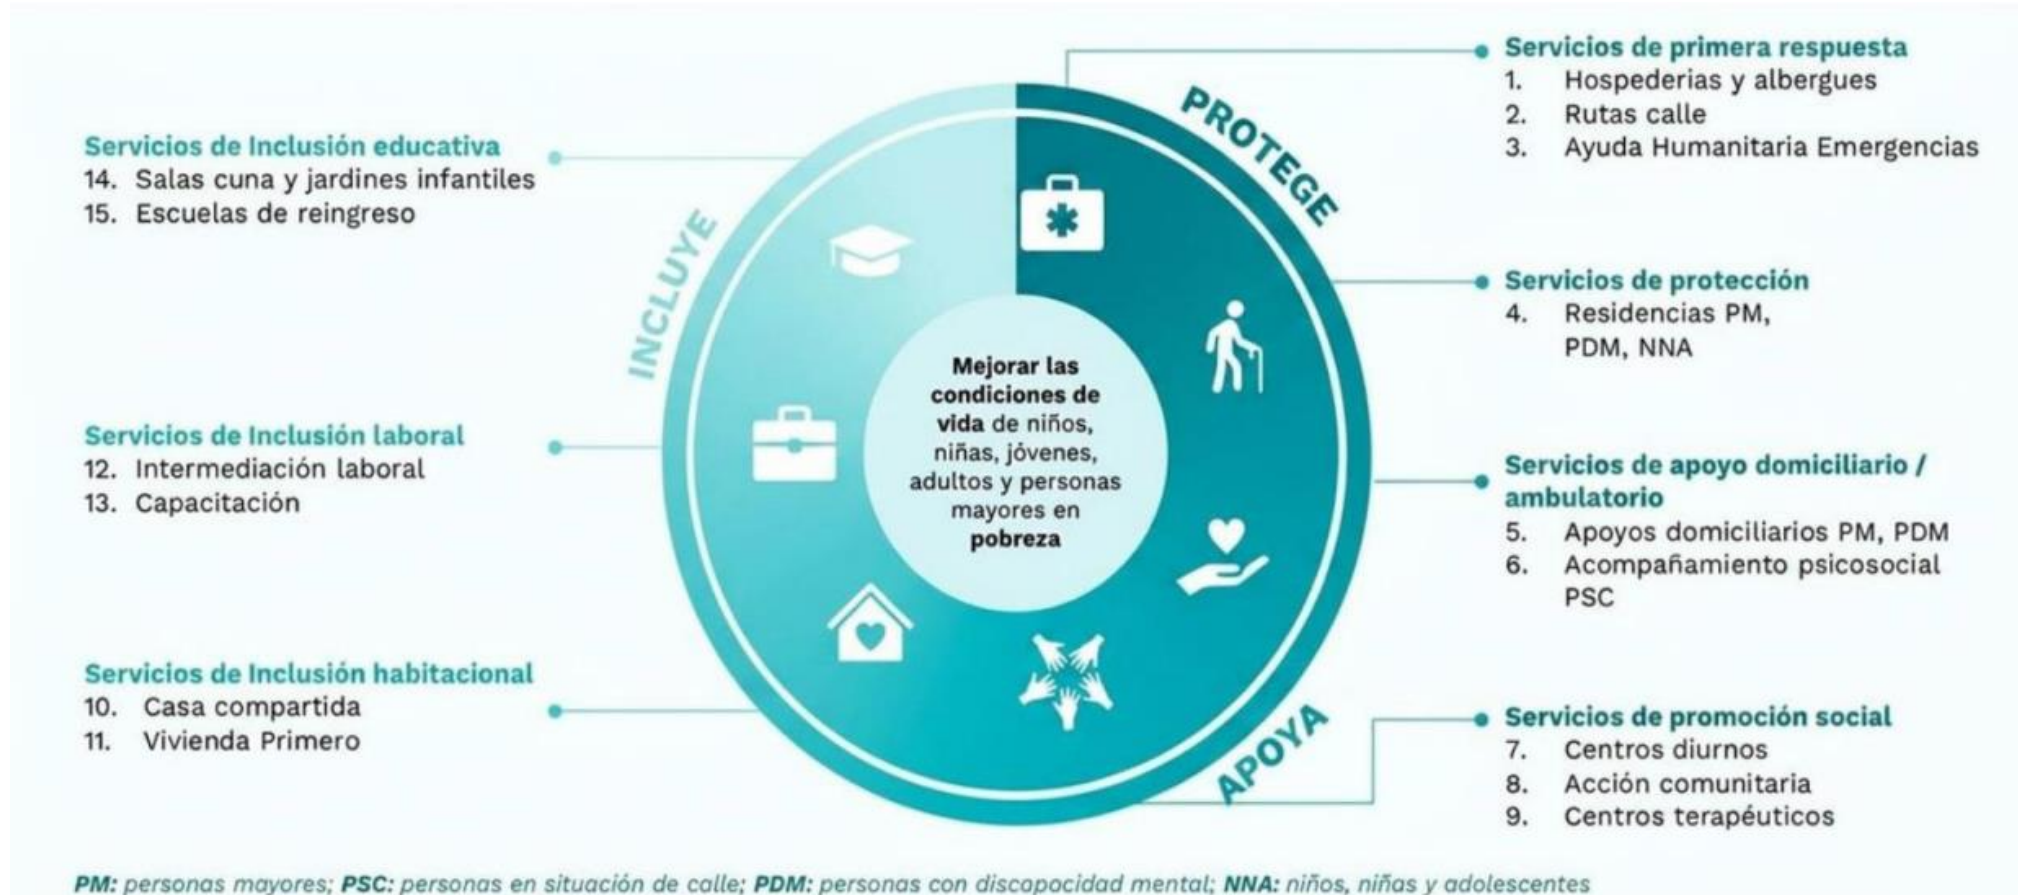 PROTEGE
Servicios de primera respuesta
1. Hospederias y albergues
2. Rutas calle
3. Ayuda Humanitaria Emergencias
Servicios de protección
4. Residencias PM,
PDM, NNA
Servicios de apoyo domiciliario /
ambulatorio
5. Apoyos domiciliarios PM, PDM
6. Acompañamiento psicosocial
PSC
APOYA
Servicios de promoción social
7. Centros diurnos
8. Acción comunitaria
9. Centros terapéuticos
Servicios de Inclusión habitacional
10. Casa compartida
11. Vivienda Primero
Servicios de Inclusión laboral
12. Intermediación laboral
13. Capacitación
INCLUYE
Servicios de Inclusión educativa
14. Salas cuna y jardines infantiles
15. Escuelas de reingreso
Mejorar las
condiciones de
vida de niños,
niñas, jóvenes,
adultos y personas
mayores en
pobreza
PM: personas mayores; PSC: personas en situación de calle; PDM: personas con discapacidad mental; NNA: niños, niñas y adolescentes